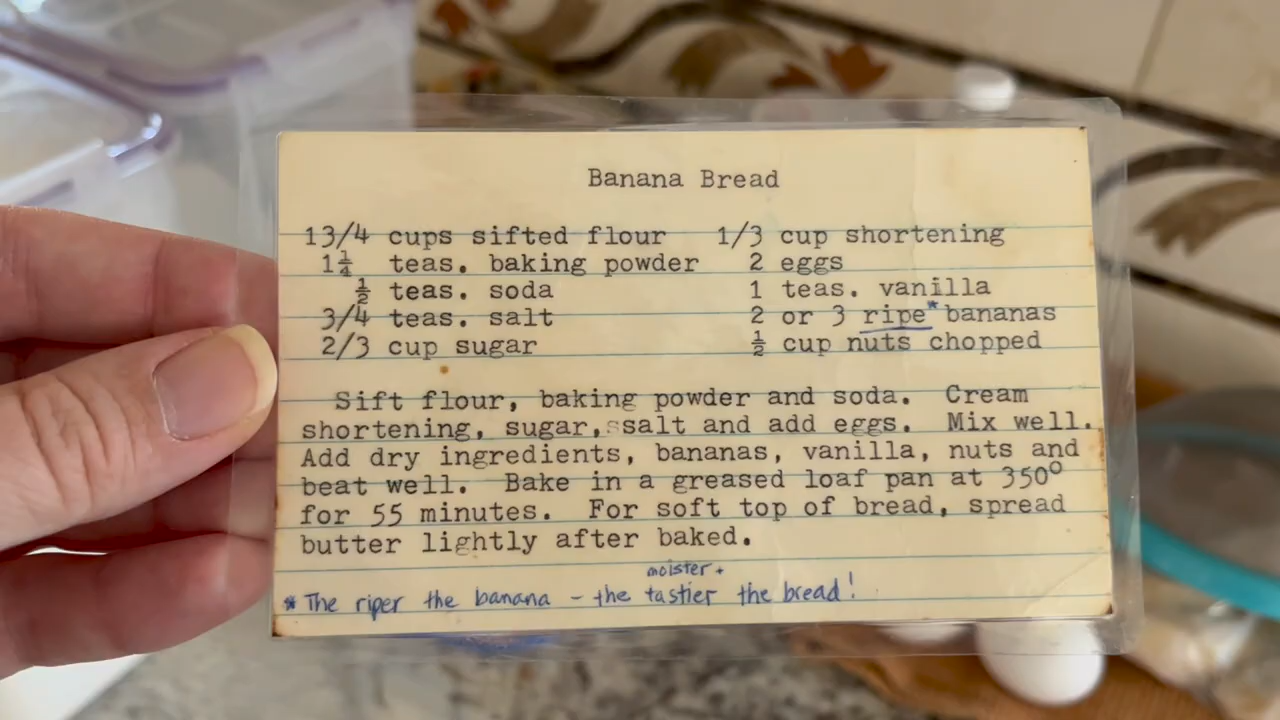 Banana Bread
13/4 cups sifted flour 1/3 cup shortening
1¼ teas. baking powder 2 eggs
½ teas. soda 1 teas. vanilla
3/4 teas. salt 2 or 3 ripe* bananas
2/3 cup sugar ½ cup nuts chopped
Sift flour, baking powder and soda. Cream
shortening, sugar, ssalt and add eggs. Mix well.
Add dry ingredients, bananas, vanilla, nuts and
beat well. Bake in a greased loaf pan at 350°
for 55 minutes. For soft top of bread, spread
butter lightly after baked.
moister +
* The riper the banana - the tastier the bread!